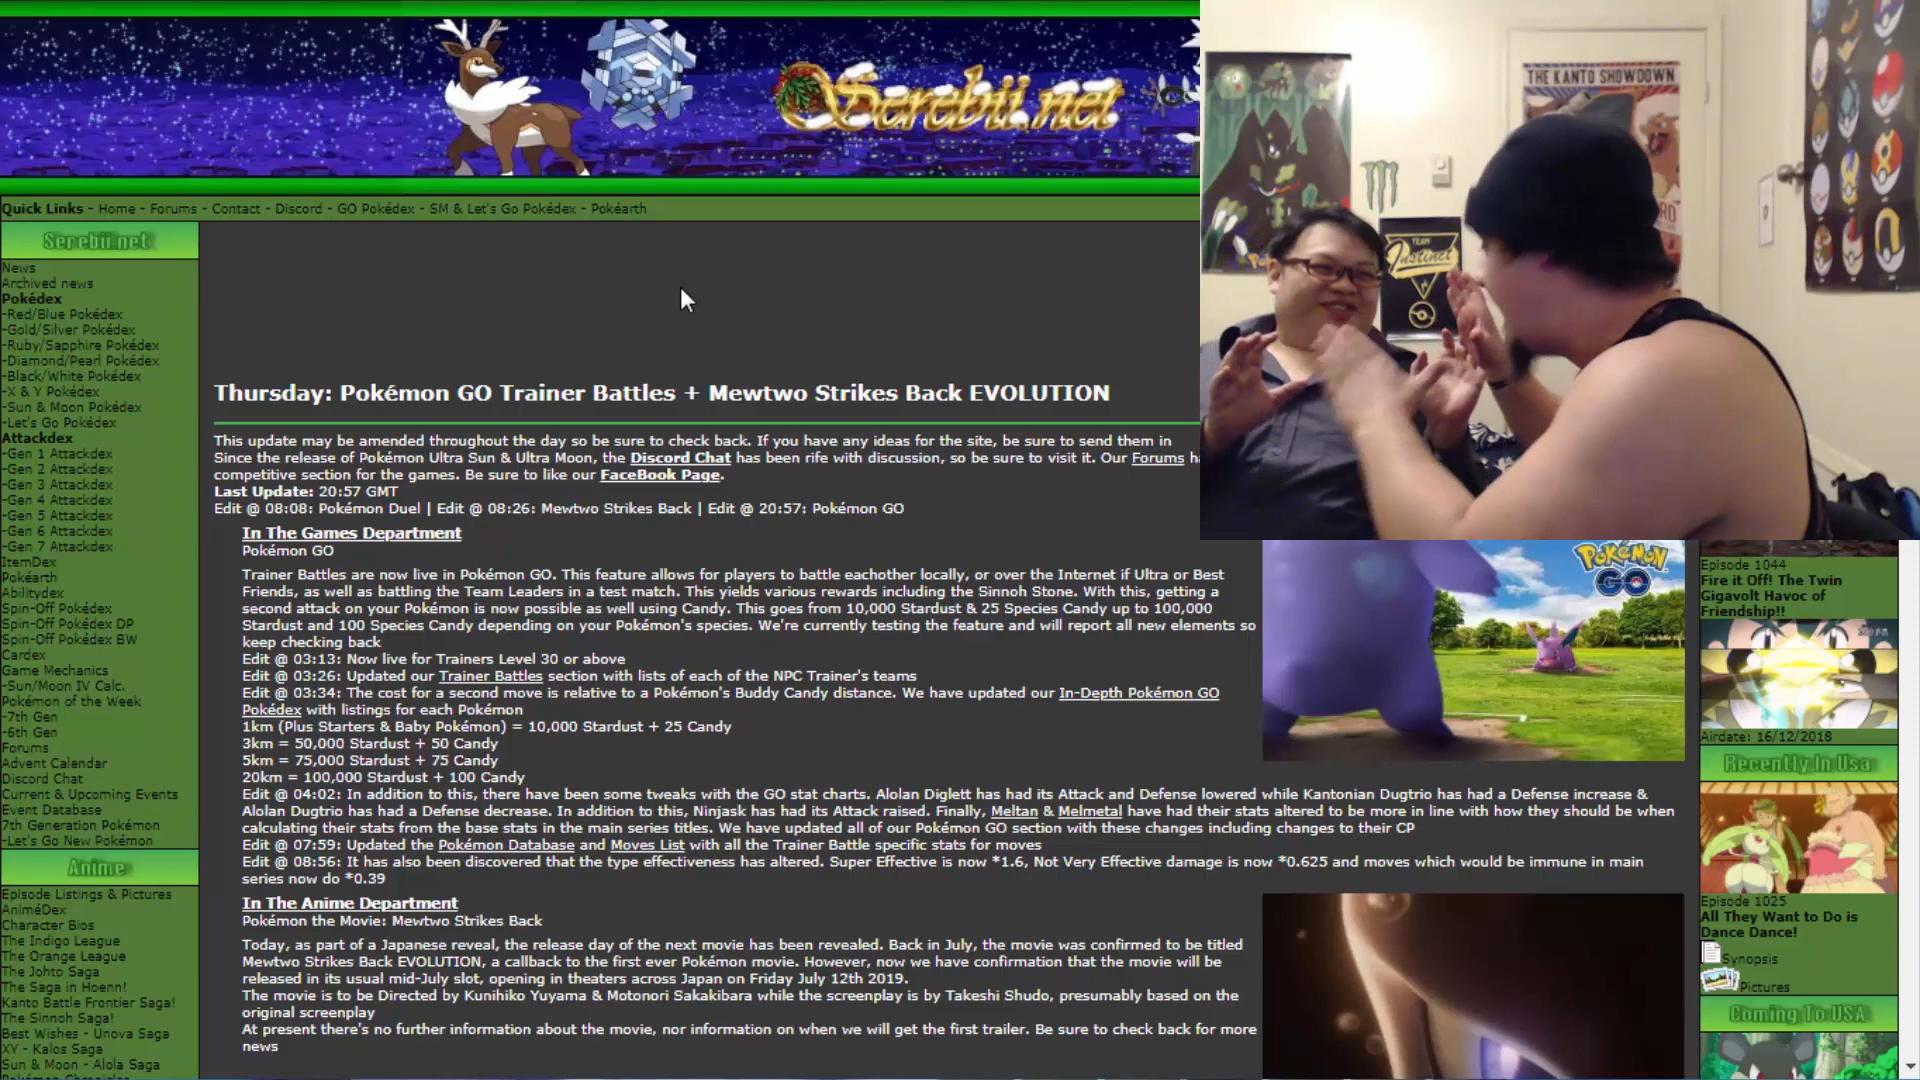 Serebii.net
THE KANTO SHOWDOWN
TEAM
Instinct
Quick Links - Home - Forums - Contact - Discord - GO Pokédex - SM & Let's Go Pokédex - Pokéarth
Serebii.net
News
Archived news
Pokédex
-Red/Blue Pokédex
-Gold/Silver Pokédex
-Ruby/Sapphire Pokédex
-Diamond/Pearl Pokédex
-Black/White Pokédex
-X & Y Pokédex
-Sun & Moon Pokédex
-Let's Go Pokédex
Attackdex
-Gen 1 Attackdex
-Gen 2 Attackdex
-Gen 3 Attackdex
-Gen 4 Attackdex
-Gen 5 Attackdex
-Gen 6 Attackdex
-Gen 7 Attackdex
ItemDex
Pokéarth
Abilitydex
Spin-Off Pokédex
Spin-Off Pokédex DP
Spin-Off Pokédex BW
Cardex
Game Mechanics
-Sun/Moon IV Calc.
Pokémon of the Week
-7th Gen
-6th Gen
Forums
Advent Calendar
Discord Chat
Current & Upcoming Events
Event Database
7th Generation Pokémon
-Let's Go New Pokémon
Anime
Episode Listings & Pictures
AniméDex
Character Bios
The Indigo League
The Orange League
The Johto Saga
The Saga in Hoenn!
Kanto Battle Frontier Saga!
The Sinnoh Saga!
Best Wishes - Unova Saga
XY - Kalos Saga
Sun & Moon - Alola Saga
Pokémon Chronicles
Thursday: Pokémon GO Trainer Battles + Mewtwo Strikes Back EVOLUTION
This update may be amended throughout the day so be sure to check back. If you have any ideas for the site, be sure to send them in
Since the release of Pokémon Ultra Sun & Ultra Moon, the Discord Chat has been rife with discussion, so be sure to visit it. Our Forums
competitive section for the games. Be sure to like our FaceBook Page.
Last Update: 20:57 GMT
Edit @ 08:08: Pokémon Duel | Edit @ 08:26: Mewtwo Strikes Back | Edit @ 20:57: Pokémon GO
In The Games Department
Pokémon GO
Trainer Battles are now live in Pokémon GO. This feature allows for players to battle eachother locally, or over the Internet if Ultra or Best
Friends, as well as battling the Team Leaders in a test match. This yields various rewards including the Sinnoh Stone. With this, getting a
second attack on your Pokémon is now possible as well using Candy. This goes from 10,000 Stardust & 25 Species Candy up to 100,000
Stardust and 100 Species Candy depending on your Pokémon's species. We're currently testing the feature and will report all new elements so
keep checking back
Edit @ 03:13: Now live for Trainers Level 30 or above
Edit @ 03:26: Updated our Trainer Battles section with lists of each of the NPC Trainer's teams
Edit @ 03:34: The cost for a second move is relative to a Pokémon's Buddy Candy distance. We have updated our In-Depth Pokémon GO
Pokédex with listings for each Pokémon
1km (Plus Starters & Baby Pokémon) = 10,000 Stardust + 25 Candy
3km = 50,000 Stardust + 50 Candy
5km = 75,000 Stardust + 75 Candy
20km = 100,000 Stardust + 100 Candy
Edit @ 04:02: In addition to this, there have been some tweaks with the GO stat charts. Alolan Diglett has had its Attack and Defense lowered while Kantonian Dugtrio has had a Defense increase &
Alolan Dugtrio has had a Defense decrease. In addition to this, Ninjask has had its Attack raised. Finally, Meltan & Melmetal have had their stats altered to be more in line with how they should be when
calculating their stats from the base stats in the main series titles. We have updated all of our Pokémon GO section with these changes including changes to their CP
Edit @ 07:59: Updated the Pokémon Database and Moves List with all the Trainer Battle specific stats for moves
Edit @ 08:56: It has also been discovered that the type effectiveness has altered. Super Effective is now *1.6, Not Very Effective damage is now *0.625 and moves which would be immune in main
series now do *0.39
In The Anime Department
Pokémon the Movie: Mewtwo Strikes Back
Today, as part of a Japanese reveal, the release day of the next movie has been revealed. Back in July, the movie was confirmed to be titled
Mewtwo Strikes Back EVOLUTION, a callback to the first ever Pokémon movie. However, now we have confirmation that the movie will be
released in its usual mid-July slot, opening in theaters across Japan on Friday July 12th 2019.
The movie is to be Directed by Kunihiko Yuyama & Motonori Sakakibara while the screenplay is by Takeshi Shudo, presumably based on the
original screenplay
At present there's no further information about the movie, nor information on when we will get the first trailer. Be sure to check back for more
news
POKÉMON
GO
Episode 1044
Fire it Off! The Twin
Gigavolt Havoc of
Friendship!!
Airdate: 16/12/2018
Recently In Usa
Episode 1025
All They Want to Do is
Dance Dance!
Synopsis
Pictures
Coming To USA